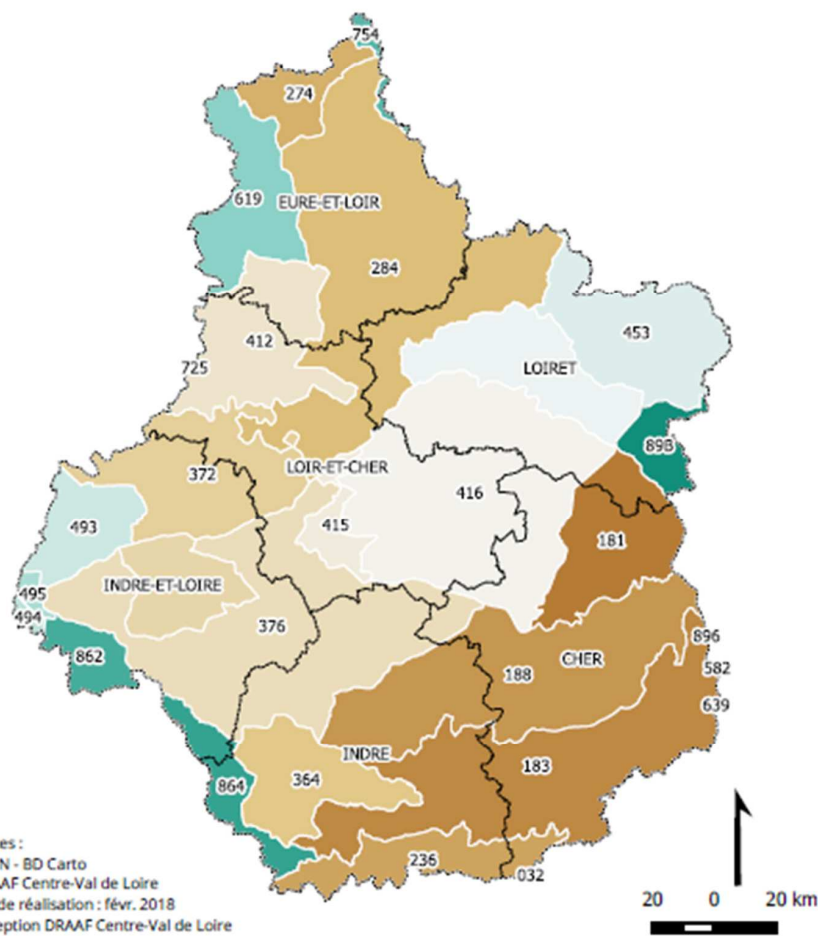 754
274
619
EURE-ET-LOIR
284
453
412
725
LOIRET
893
372
LOIR-ET-CHER
416
493
415
181
INDRE-ET-LOIRE
495
494
376
896
862
CHER
582
188
639
INDRE
183
364
864
236
032
es :
N - BD Carto
AF Centre-Val de Loire
de réalisation : févr. 2018
eption DRAAF Centre-Val de Loire
20 0 20 km